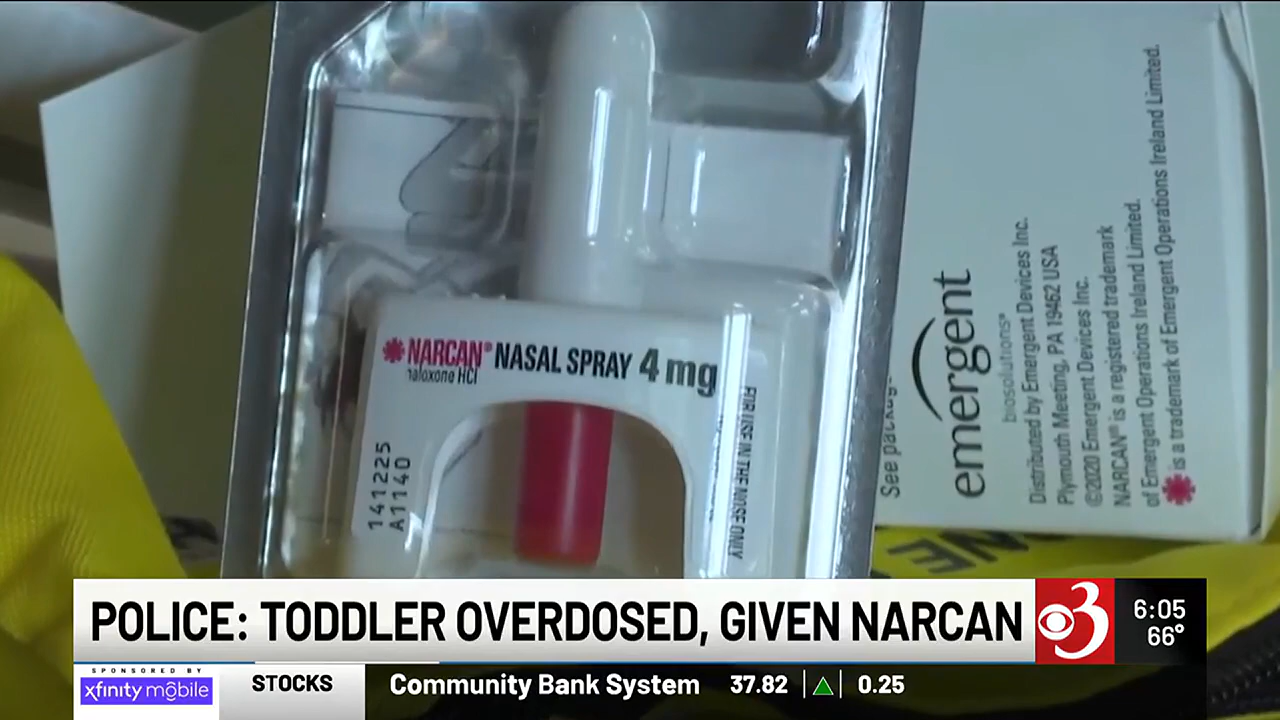 NARCAN® NASAL SPRAY 4 mg
naloxone HCl
141225
A1140
FOR USE IN THE NOSE ONLY
See packag
emergent
biosolutions®
Distributed by Emergent Devices Inc.
Plymouth Meeting, PA 19462 USA
©2020 Emergent Devices Inc.
NARCAN® is a registered trademark
of Emergent Operations Ireland Limited.
is a trademark of Emergent Operations Ireland Limited.
NE
POLICE: TODDLER OVERDOSED, GIVEN NARCAN
3
6:05
66°
SPONSORED BY
xfinity mobile
STOCKS
Community Bank System 37.82 0.25